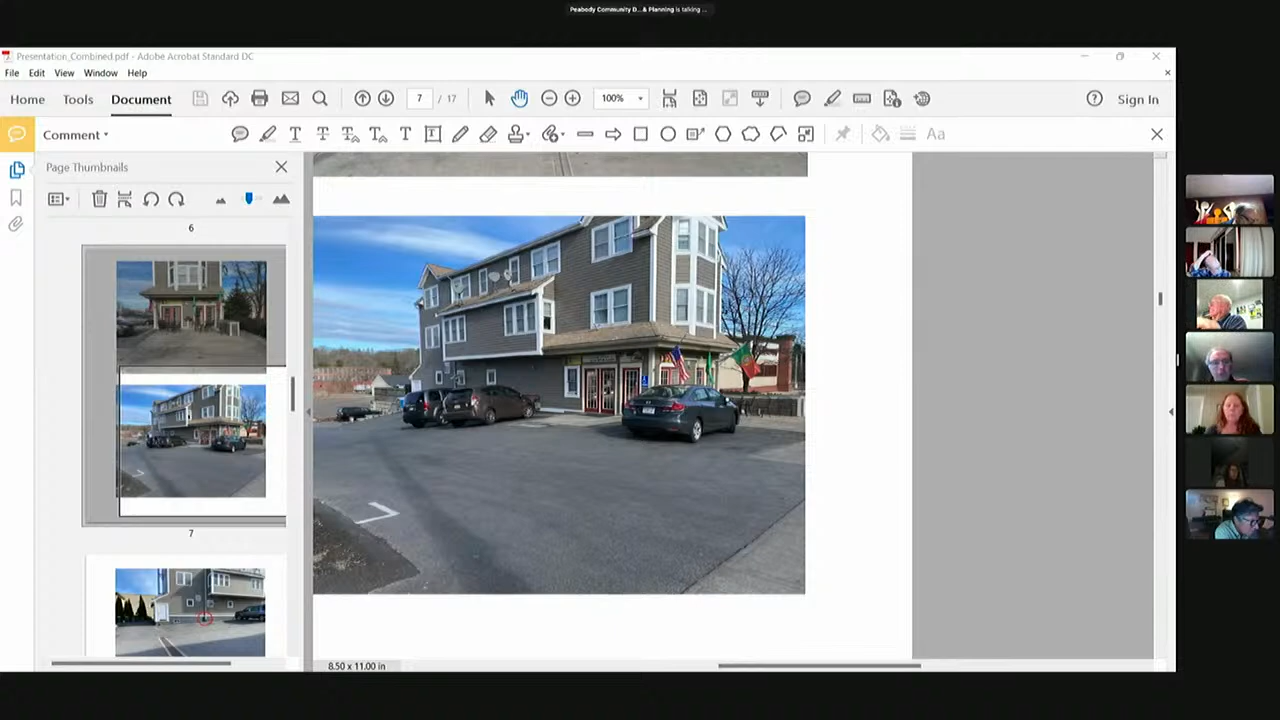 Peabody Community D...& Planning is talking ...
Presentation_Combined.pdf - Adobe Acrobat Standard DC
File Edit View Window Help
Home Tools Document 7 / 17 100% Sign In
Comment Aa
Page Thumbnails
6
7
8.50 x 11.00 in